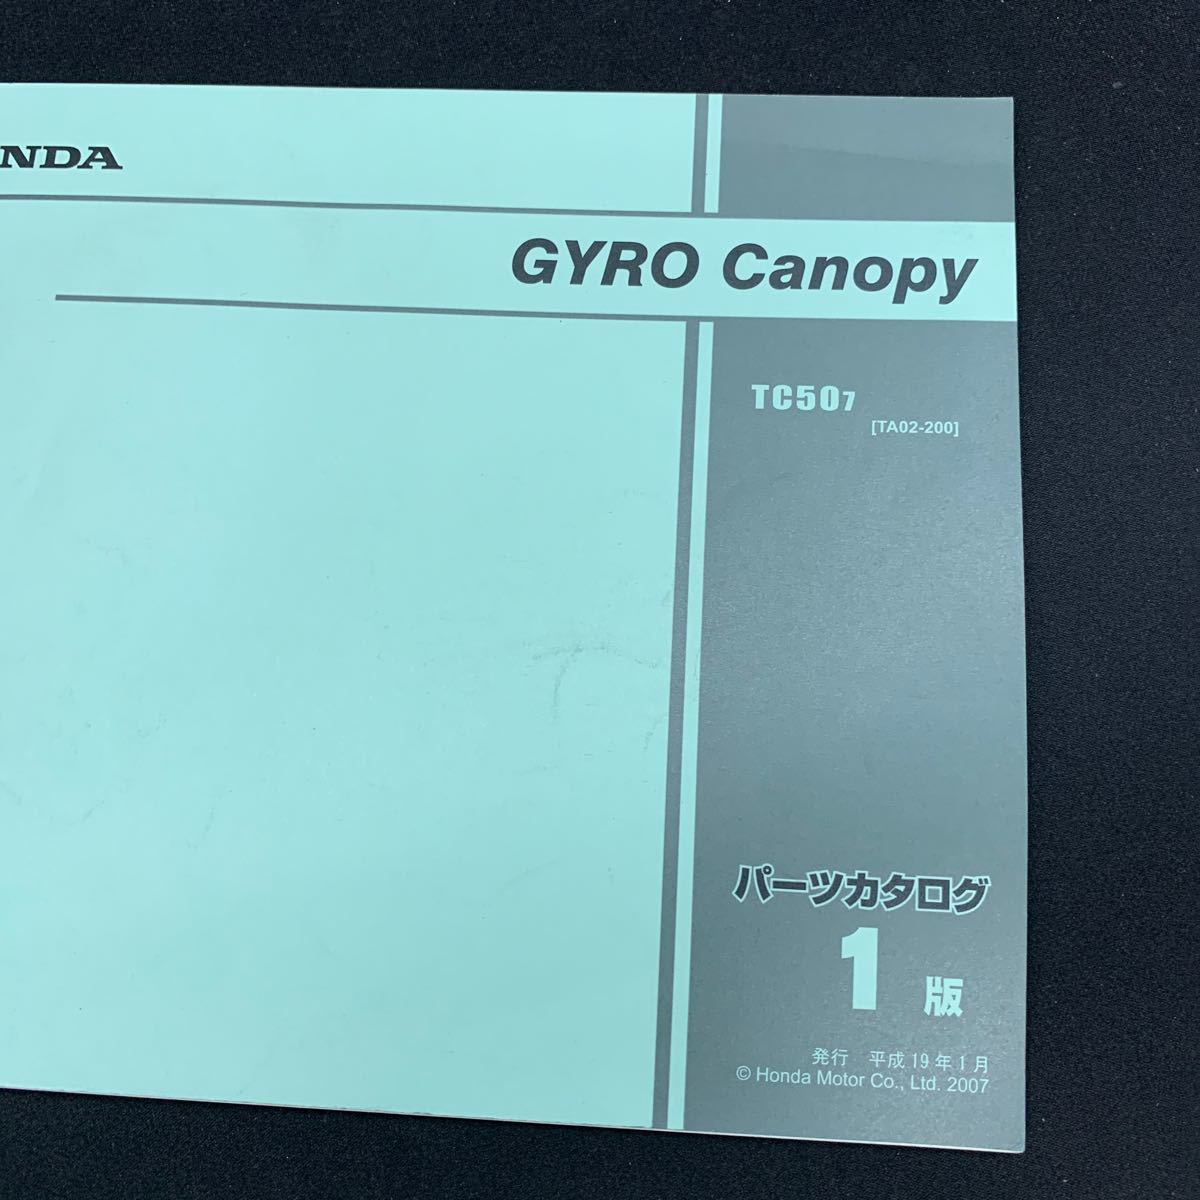 NDA
GYRO Canopy
TC507
[TA02-200]
パーツカタログ
1 版
発行 平成19年1月
© Honda Motor Co., Ltd. 2007